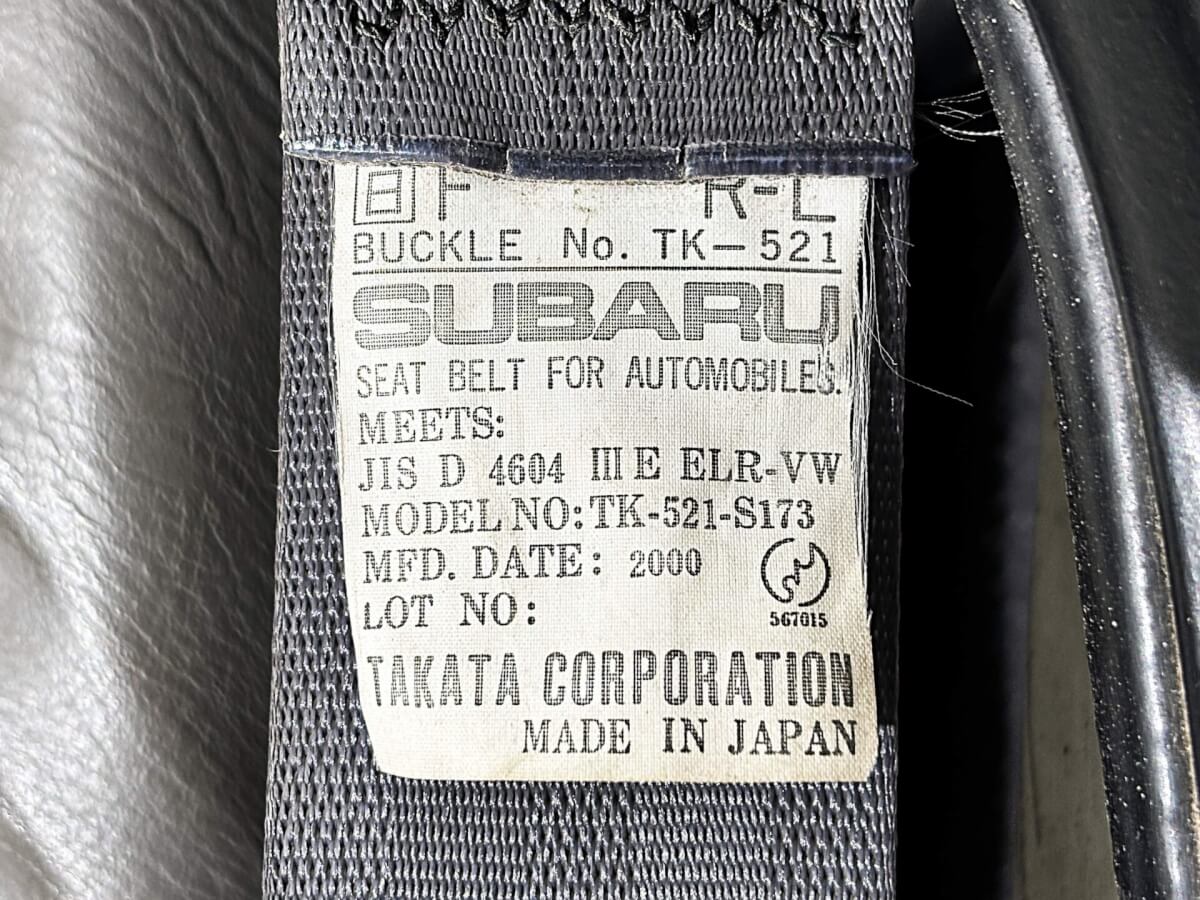 日 F R-L
BUCKLE No. TK-521
SUBARU
SEAT BELT FOR AUTOMOBILES.
MEETS:
JIS D 4604 III E ELR-VW
MODEL NO:TK-521-S173
MFD. DATE: 2000
LOT NO:
567015
TAKATA CORPORATION
MADE IN JAPAN